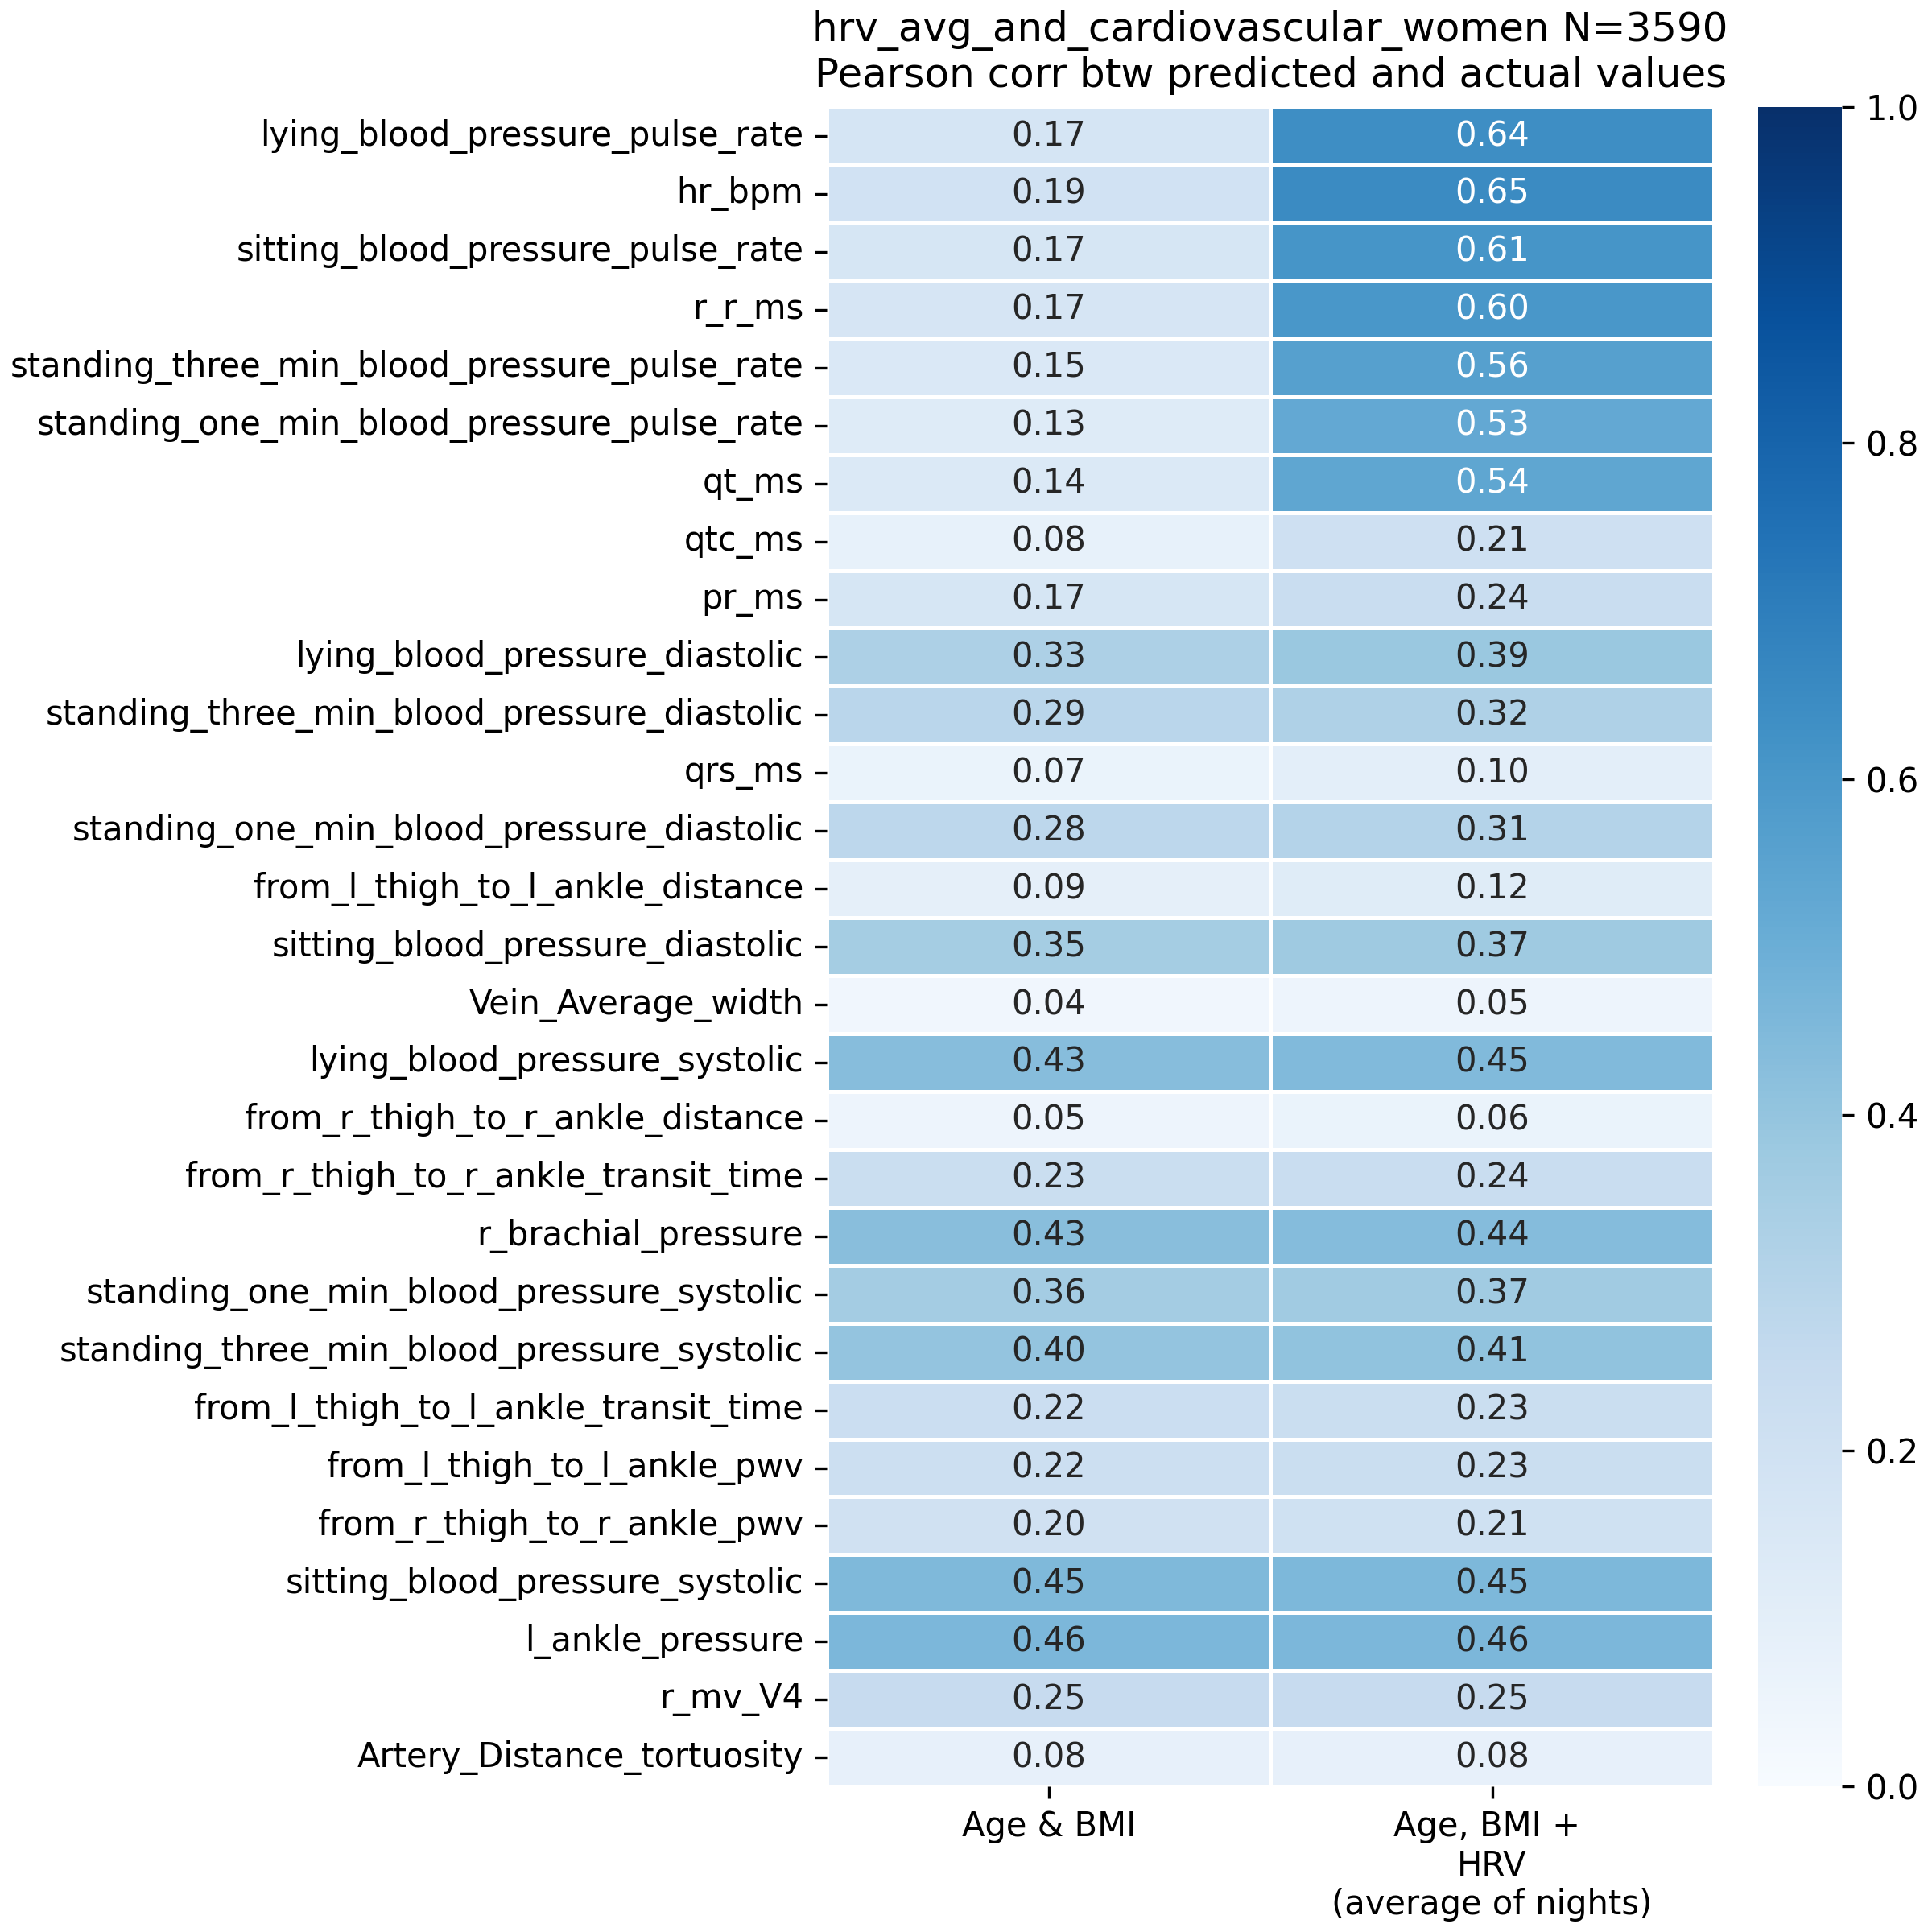 hrv_avg_and_cardiovascular_women N=3590
Pearson corr btw predicted and actual values
lying_blood_pressure_pulse_rate 0.17 0.64
hr_bpm 0.19 0.65
sitting_blood_pressure_pulse_rate 0.17 0.61
r_r_ms 0.17 0.60
standing_three_min_blood_pressure_pulse_rate 0.15 0.56
standing_one_min_blood_pressure_pulse_rate 0.13 0.53
qt_ms 0.14 0.54
qtc_ms 0.08 0.21
pr_ms 0.17 0.24
lying_blood_pressure_diastolic 0.33 0.39
standing_three_min_blood_pressure_diastolic 0.29 0.32
qrs_ms 0.07 0.10
standing_one_min_blood_pressure_diastolic 0.28 0.31
from_l_thigh_to_l_ankle_distance 0.09 0.12
sitting_blood_pressure_diastolic 0.35 0.37
Vein_Average_width 0.04 0.05
lying_blood_pressure_systolic 0.43 0.45
from_r_thigh_to_r_ankle_distance 0.05 0.06
from_r_thigh_to_r_ankle_transit_time 0.23 0.24
r_brachial_pressure 0.43 0.44
standing_one_min_blood_pressure_systolic 0.36 0.37
standing_three_min_blood_pressure_systolic 0.40 0.41
from_l_thigh_to_l_ankle_transit_time 0.22 0.23
from_l_thigh_to_l_ankle_pwv 0.22 0.23
from_r_thigh_to_r_ankle_pwv 0.20 0.21
sitting_blood_pressure_systolic 0.45 0.45
l_ankle_pressure 0.46 0.46
r_mv_V4 0.25 0.25
Artery_Distance_tortuosity 0.08 0.08
Age & BMI
Age, BMI +
HRV
(average of nights)
1.0
0.8
0.6
0.4
0.2
0.0